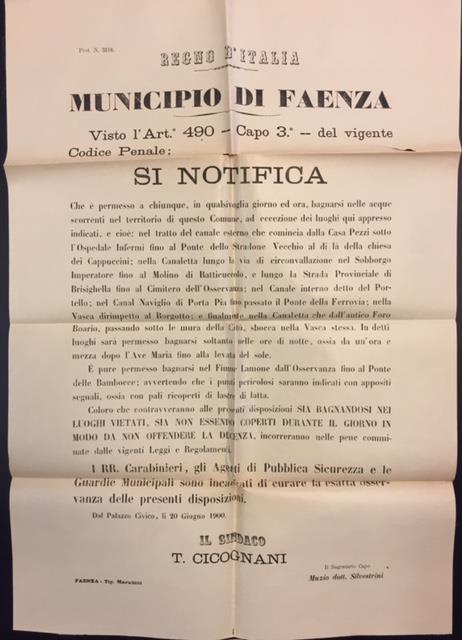 Prot. N. 3210.
REGNO D'ITALIA
MUNICIPIO DI FAENZA
Visto l'Art.° 490 — Capo 3.° — del vigente
Codice Penale;
SI NOTIFICA
Che è permesso a chiunque, in qualsivoglia giorno ed ora, bagnarsi nelle acque
scorrenti nel territorio di questo Comune, ad eccezione dei luoghi qui appresso
indicati, e cioè: nel tratto del canale esterno che comincia dalla Casa Pezzi sotto
l'Ospedale Infermi fino al Ponte dello Stradone Vecchio al di là della chiesa
dei Cappuccini; nella Canaletta lungo la via di circonvallazione nel Sobborgo
Imperatore fino al Molino di Batticuccolo, e lungo la Strada Provinciale di
Brisighella fino al Cimitero dell'Osservanza; nel Canale interno detto del Por-
tello; nel Canal Naviglio di Porta Pia fino passato il Ponte della Ferrovia; nella
Vasca dirimpetto al Borgotto; e finalmente nella Canaletta che dall'antico Foro
Boario, passando sotto le mura della Città, sbocca nella Vasca stessa. In detti
luoghi sarà permesso bagnarsi soltanto nelle ore di notte, ossia da un'ora e
mezza dopo l'Ave Maria fino alla levata del sole.
È pure permesso bagnarsi nel Fiume Lamone dall'Osservanza fino al Ponte
delle Bambocce; avvertendo che i punti pericolosi saranno indicati con appositi
segnali, ossia con pali ricoperti di lastre di latta.
Coloro che contravveranno alle presenti disposizioni SIA BAGNANDOSI NEI
LUOGHI VIETATI, SIA NON ESSENDO COPERTI DURANTE IL GIORNO IN
MODO DA NON OFFENDERE LA DECENZA, incorreranno nelle pene commi-
nate dalle vigenti Leggi e Regolamenti.
I RR. Carabinieri, gli Agenti di Pubblica Sicurezza e le
Guardie Municipali sono incaricati di curare la esatta osser-
vanza delle presenti disposizioni.
Dal Palazzo Civico, li 20 Giugno 1900.
IL SINDACO
T. CICOGNANI
Il Segretario Capo
FAENZA - Tip. Marabini
Muzio dott. Silvestrini